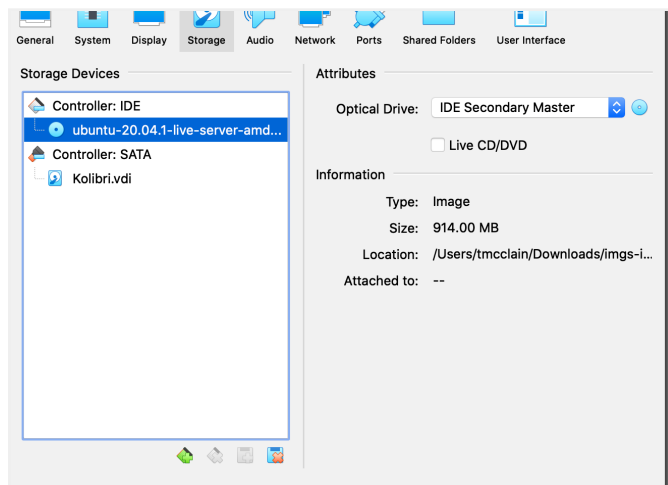 General System Display Storage Audio Network Ports Shared Folders User Interface
Storage Devices
Controller: IDE
ubuntu-20.04.1-live-server-amd...
Controller: SATA
Kolibri.vdi
Attributes
Optical Drive: IDE Secondary Master
Live CD/DVD
Information
Type: Image
Size: 914.00 MB
Location: /Users/tmcclain/Downloads/imgs-i...
Attached to: --